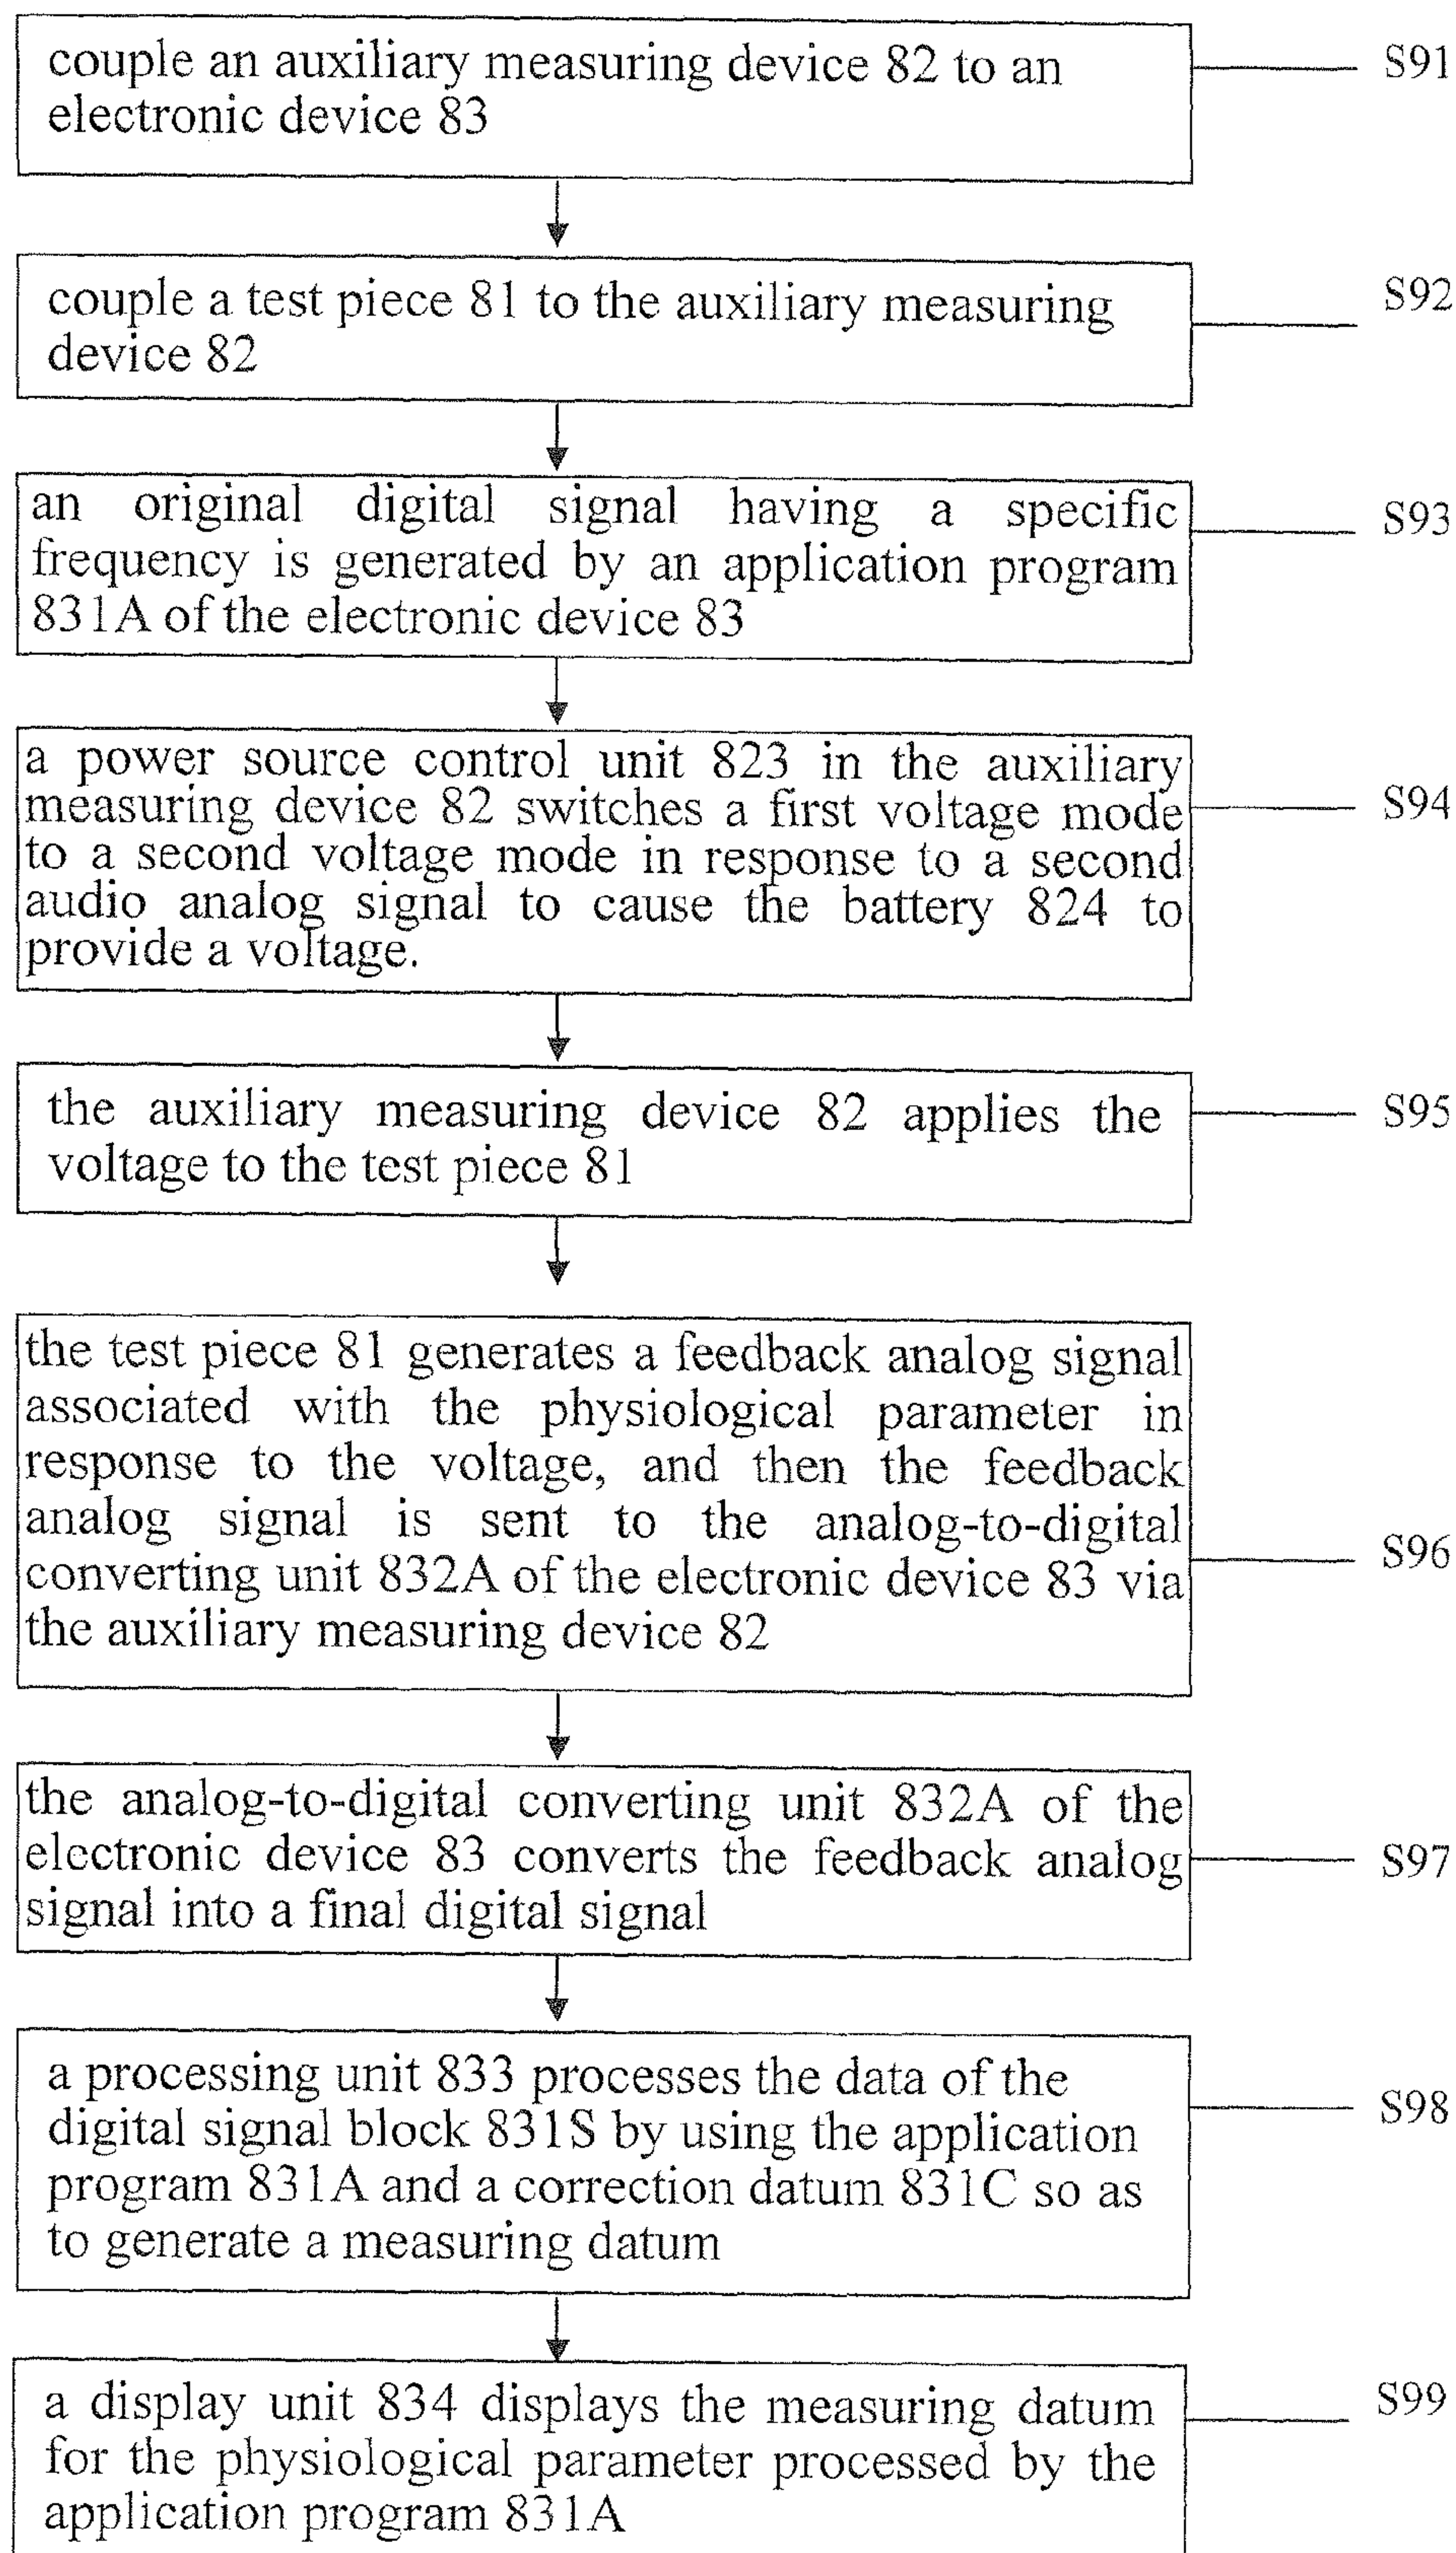 couple an auxiliary measuring device 82 to an
electronic device 83
S91
couple a test piece 81 to the auxiliary measuring
device 82
S92
an original digital signal having a specific
frequency is generated by an application program
831A of the electronic device 83
S93
a power source control unit 823 in the auxiliary
measuring device 82 switches a first voltage mode
to a second voltage mode in response to a second
audio analog signal to cause the battery 824 to
provide a voltage.
S94
the auxiliary measuring device 82 applies the
voltage to the test piece 81
S95
the test piece 81 generates a feedback analog signal
associated with the physiological parameter in
response to the voltage, and then the feedback
analog signal is sent to the analog-to-digital
converting unit 832A of the electronic device 83 via
the auxiliary measuring device 82
S96
the analog-to-digital converting unit 832A of the
electronic device 83 converts the feedback analog
signal into a final digital signal
S97
a processing unit 833 processes the data of the
digital signal block 831S by using the application
program 831A and a correction datum 831C so as
to generate a measuring datum
S98
a display unit 834 displays the measuring datum
for the physiological parameter processed by the
application program 831A
S99